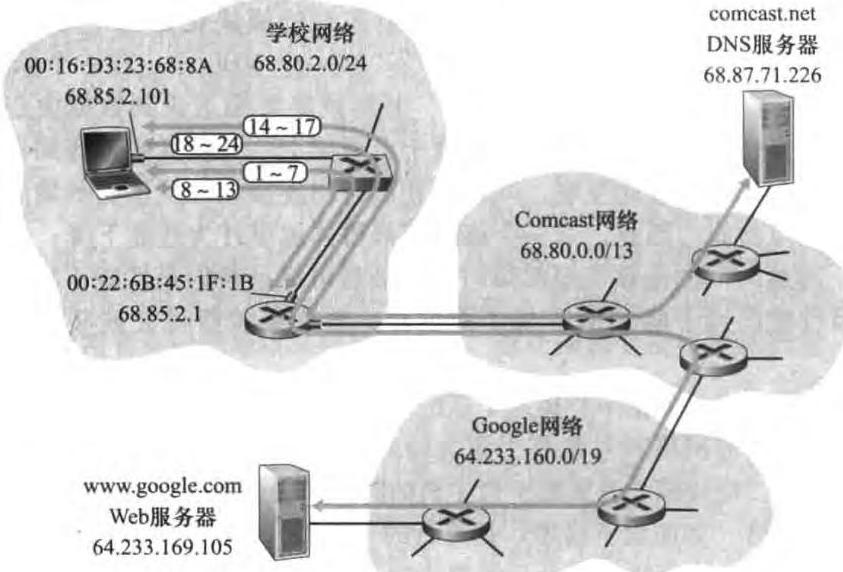 学校网络
68.80.2.0/24
00:16:D3:23:68:8A
68.85.2.101
14～17
18～24
1～7
8～13
00:22:6B:45:1F:1B
68.85.2.1
comcast.net
DNS服务器
68.87.71.226
Comcast网络
68.80.0.0/13
Google网络
64.233.160.0/19
www.google.com
Web服务器
64.233.169.105